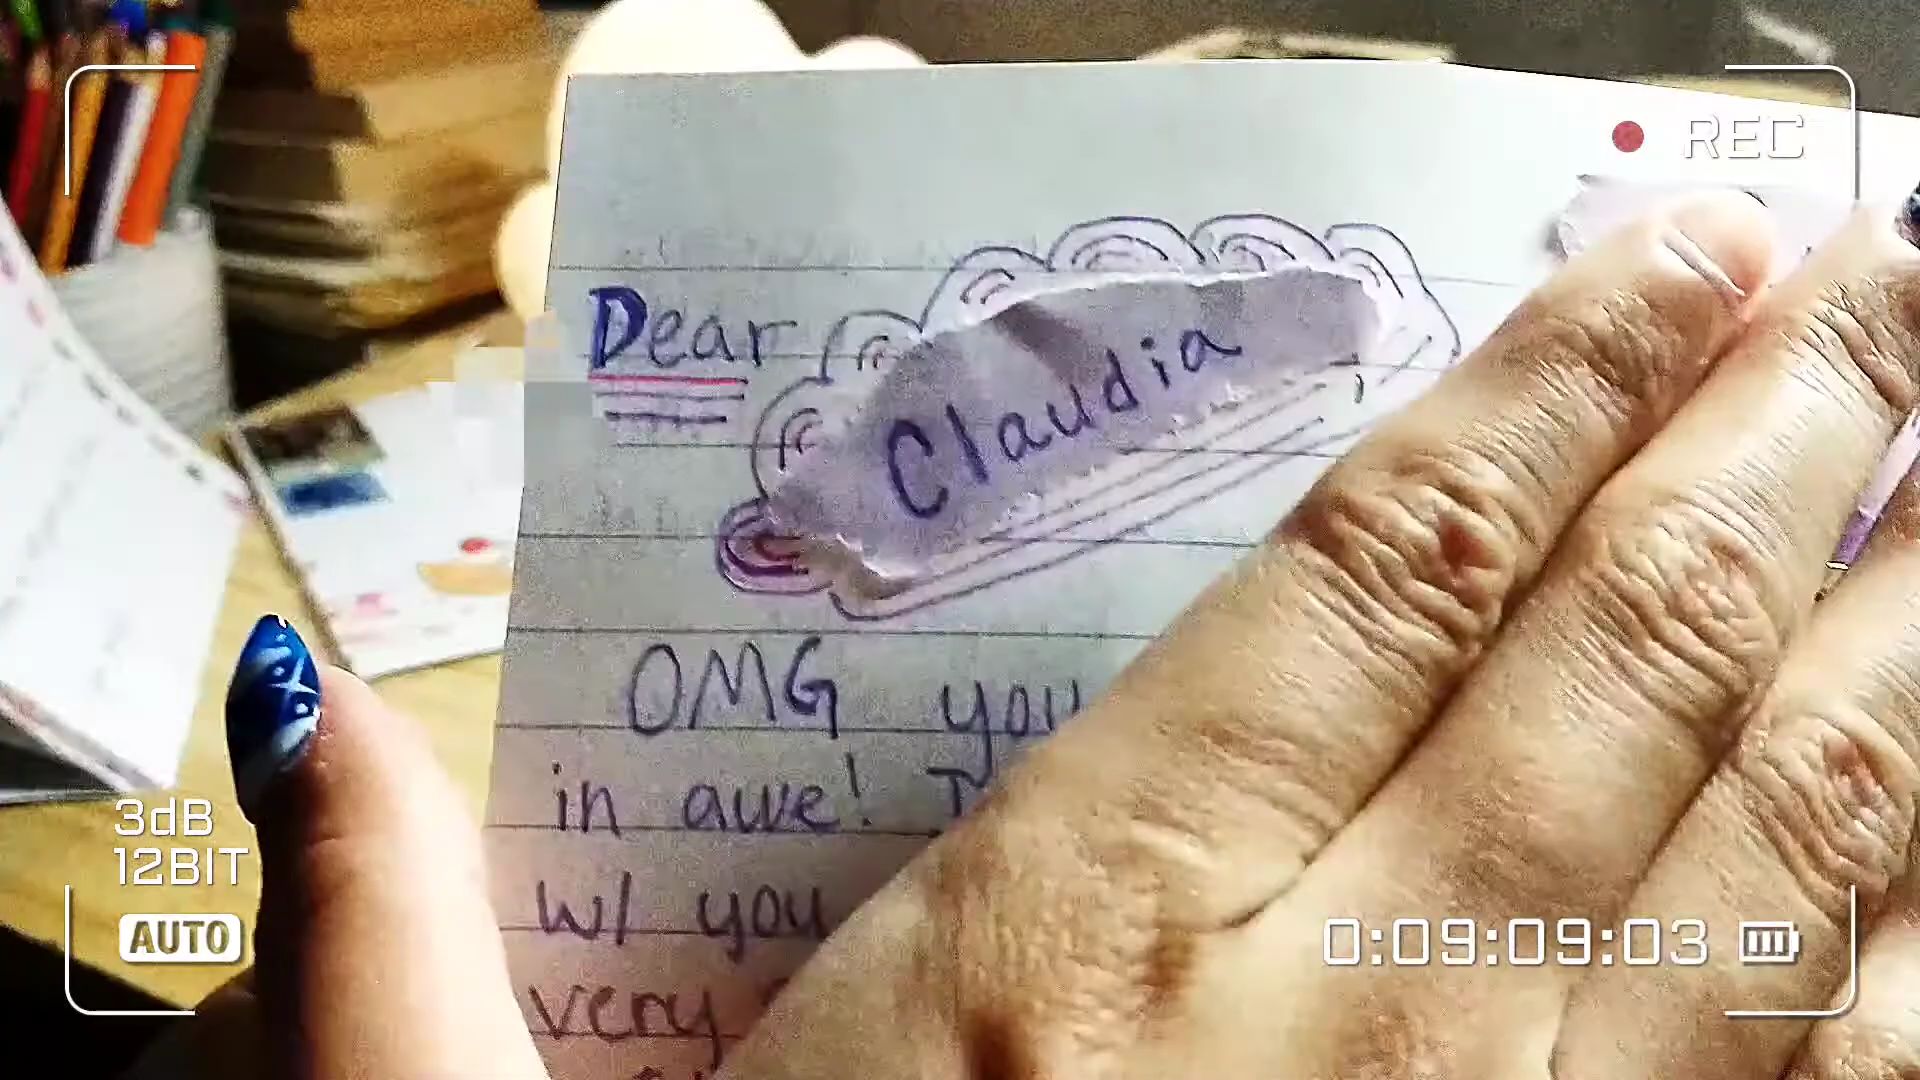 REC
Dear Claudia,
OMG you
in awe!
w/ you
very
3dB
12BIT
AUTO
0:09:09:03